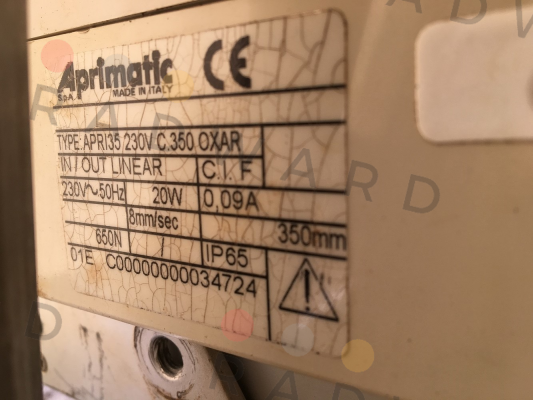 Aprimatic CE
S.p.A. MADE IN ITALY
TYPE: APRI35 230V C.350 OXAR
IN / OUT LINEAR C.I.F
230V~50Hz 20W 0,09A
8mm/sec 350mm
650N / IP65
01E C00000000034724
RADWARD